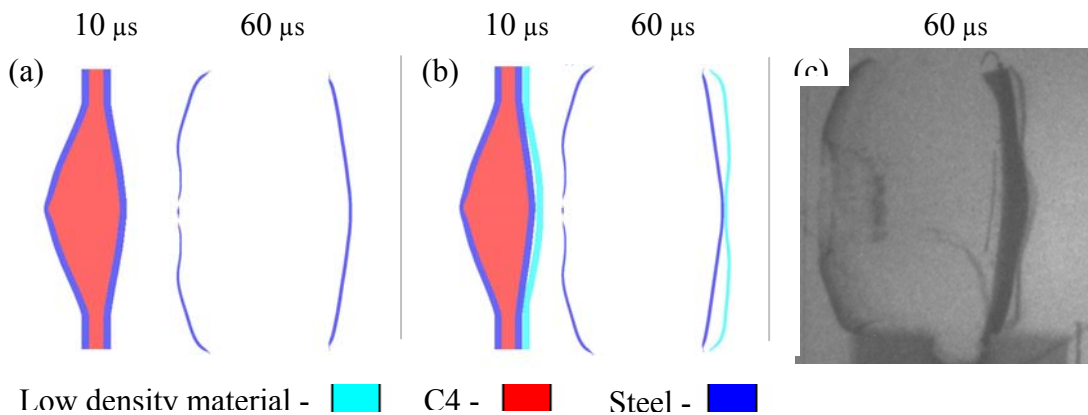 10 μs 60 μs 10 μs 60 μs 60 μs
(a) (b) (c)
Low density material - C4 - Steel -